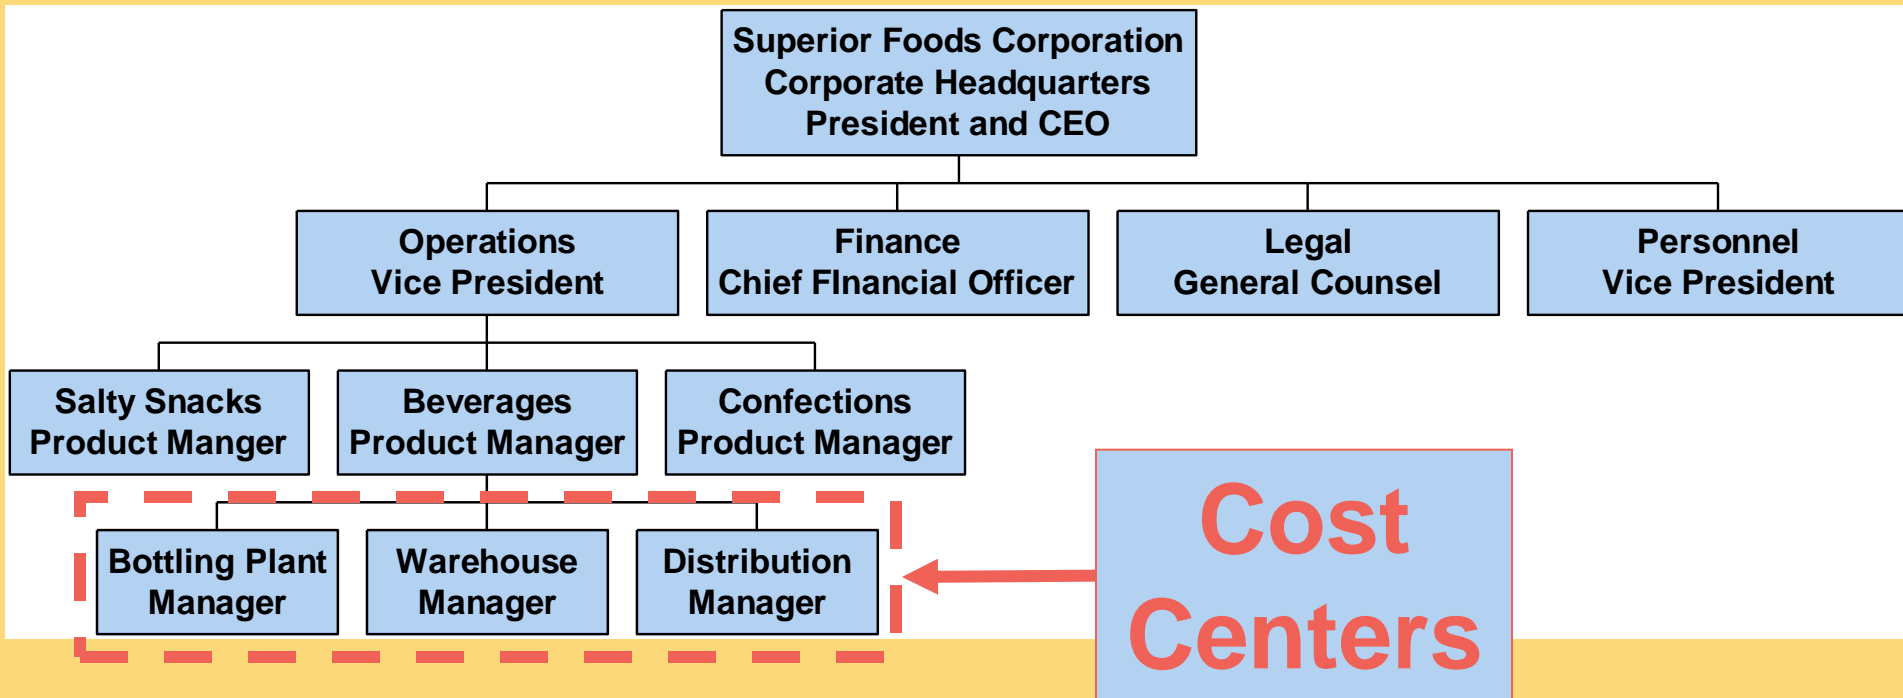 Superior Foods Corporation
Corporate Headquarters
President and CEO
Operations
Vice President
Finance
Chief FInancial Officer
Legal
General Counsel
Personnel
Vice President
Salty Snacks
Product Manger
Beverages
Product Manager
Confections
Product Manager
Bottling Plant
Manager
Warehouse
Manager
Distribution
Manager
Cost
Centers